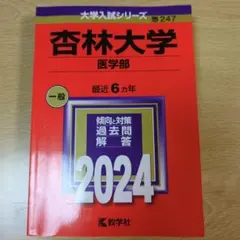 大学入試シリーズ 247
杏林大学
医学部
最近6カ年
一般
傾向と対策
過去問
解答
2024
数学社